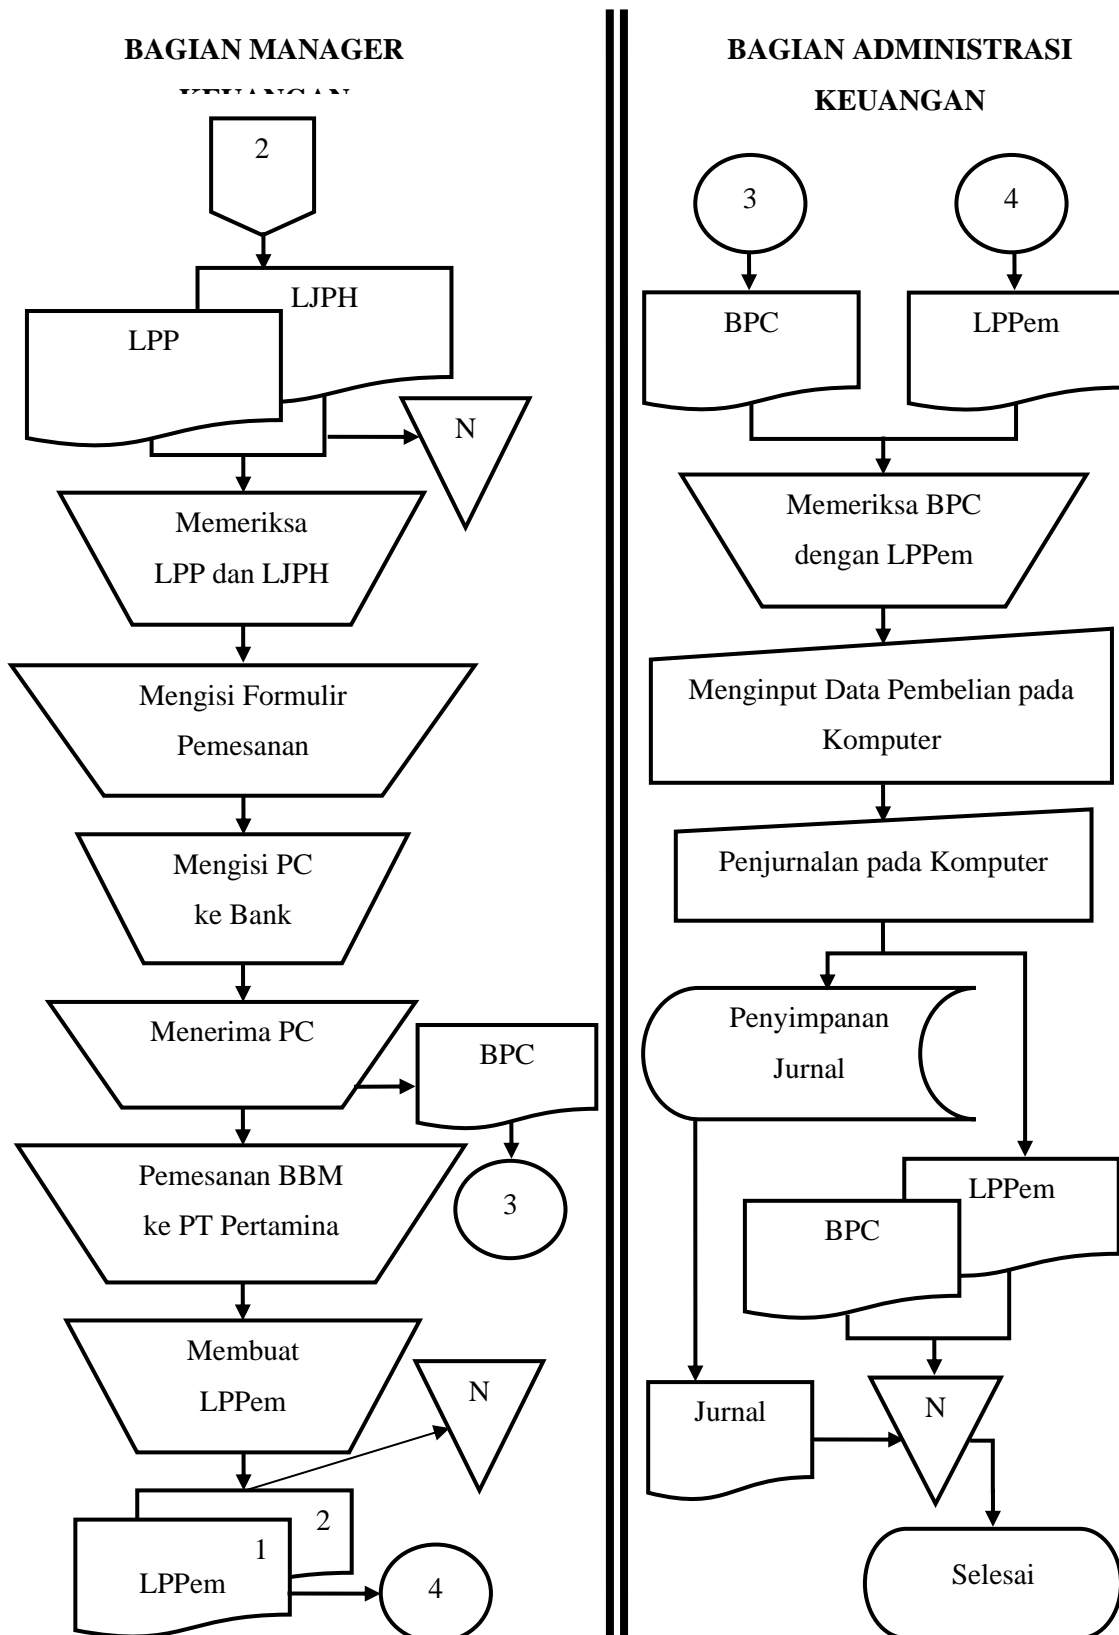 BAGIAN MANAGER
KEUANGAN
2
LJPH
LPP
N
Memeriksa
LPP dan LJPH
Mengisi Formulir
Pemesanan
Mengisi PC
ke Bank
Menerima PC
BPC
3
Pemesanan BBM
ke PT Pertamina
Membuat
LPPem
N
2
1
LPPem
4
BAGIAN ADMINISTRASI
KEUANGAN
3
4
BPC
LPPem
Memeriksa BPC
dengan LPPem
Menginput Data Pembelian pada
Komputer
Penjurnalan pada Komputer
Penyimpanan
Jurnal
LPPem
BPC
Jurnal
N
Selesai